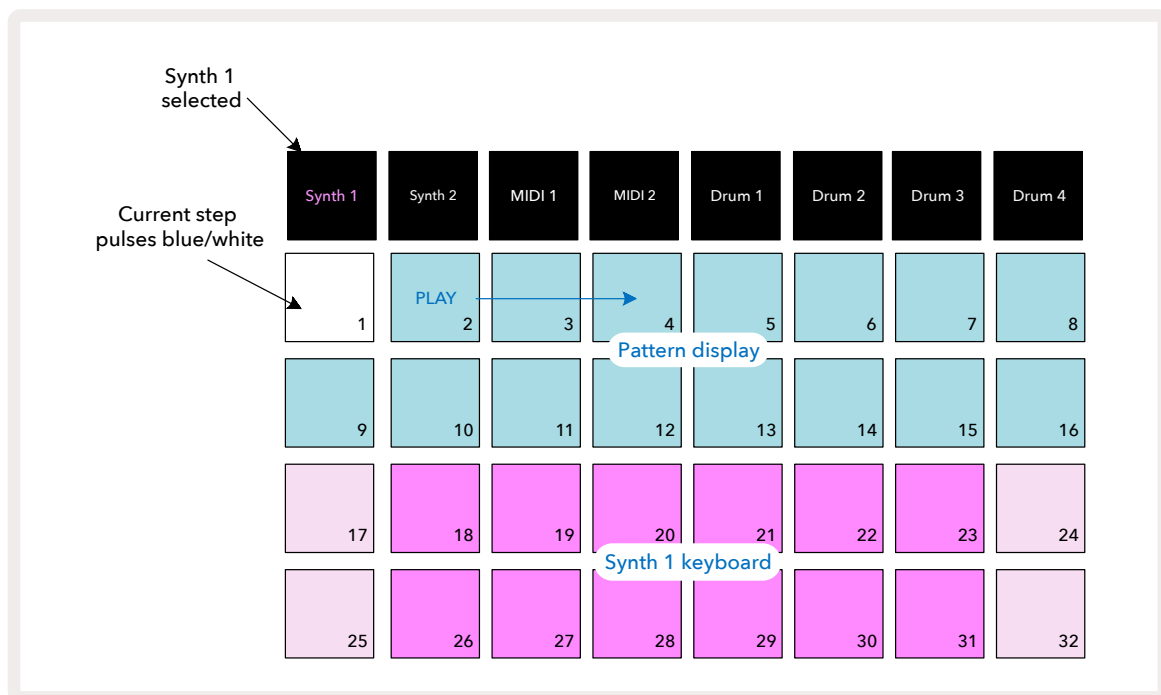 Synth 1
selected
Synth 1
Synth 2
MIDI 1
MIDI 2
Drum 1
Drum 2
Drum 3
Drum 4
Current step
pulses blue/white
PLAY
1
2
3
4
5
6
7
8
Pattern display
9
10
11
12
13
14
15
16
17
18
19
20
21
22
23
24
Synth 1 keyboard
25
26
27
28
29
30
31
32